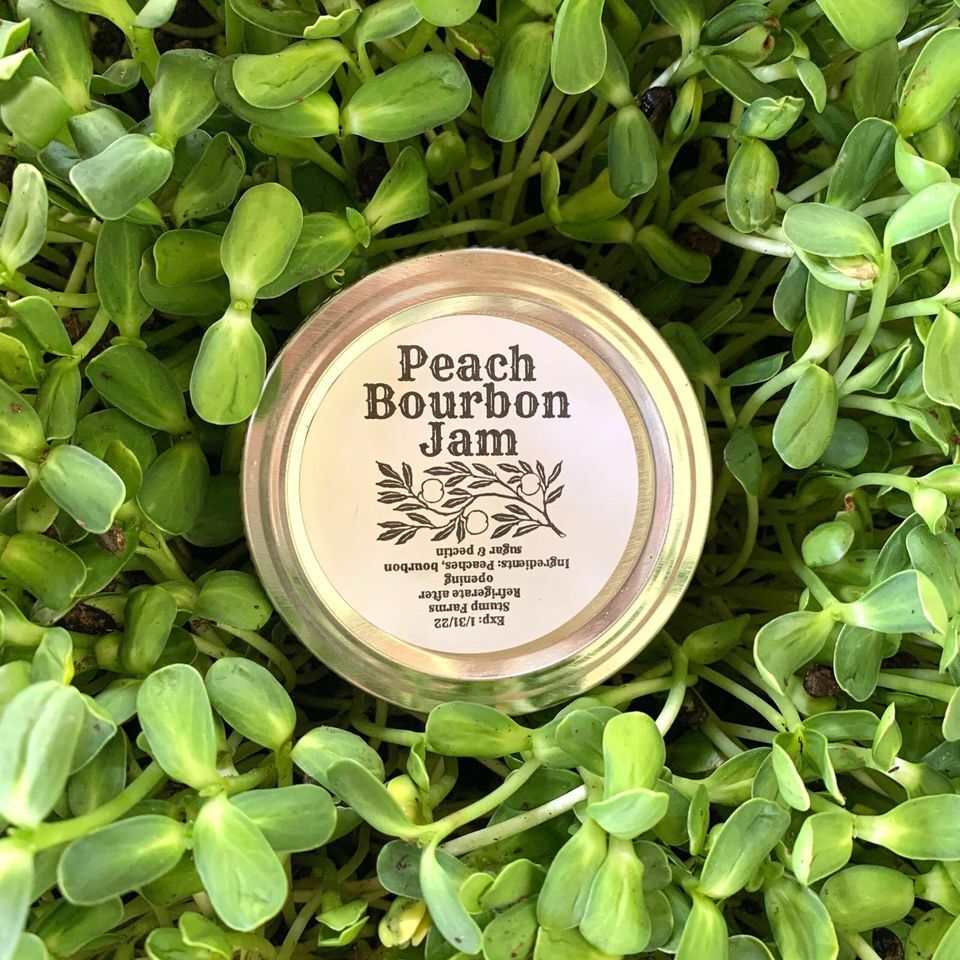 Peach
Bourbon
Jam
Exp: 1/31/22
Stump Farms
Refrigerate after
opening
Ingredients: Peaches, bourbon
sugar & pectin